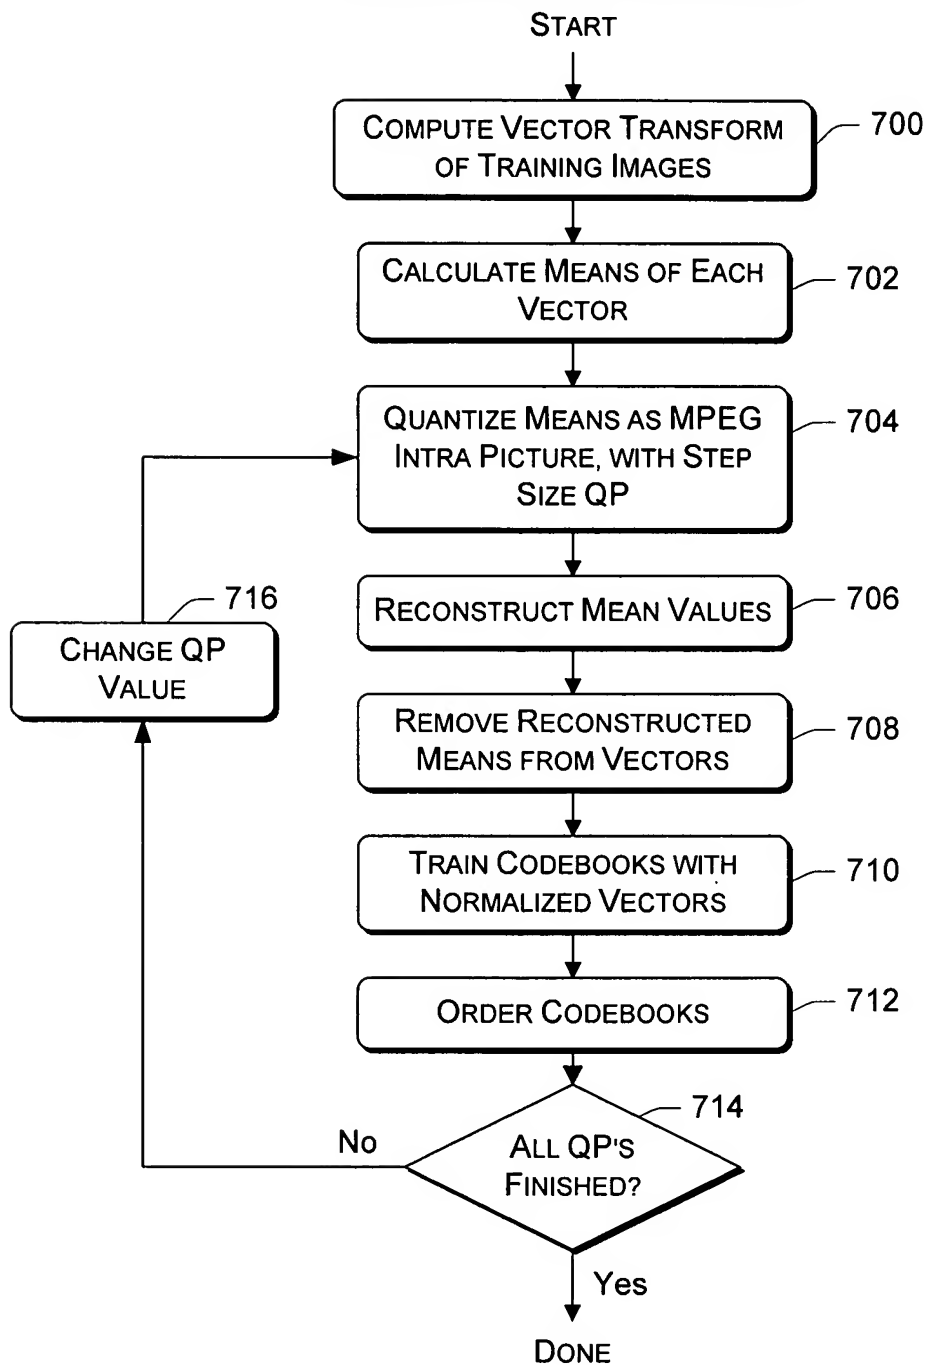 START
COMPUTE VECTOR TRANSFORM
OF TRAINING IMAGES
700
CALCULATE MEANS OF EACH
VECTOR
702
QUANTIZE MEANS AS MPEG
INTRA PICTURE, WITH STEP
SIZE QP
704
RECONSTRUCT MEAN VALUES
706
716
CHANGE QP
VALUE
REMOVE RECONSTRUCTED
MEANS FROM VECTORS
708
TRAIN CODEBOOKS WITH
NORMALIZED VECTORS
710
ORDER CODEBOOKS
712
714
No
ALL QP'S
FINISHED?
Yes
DONE